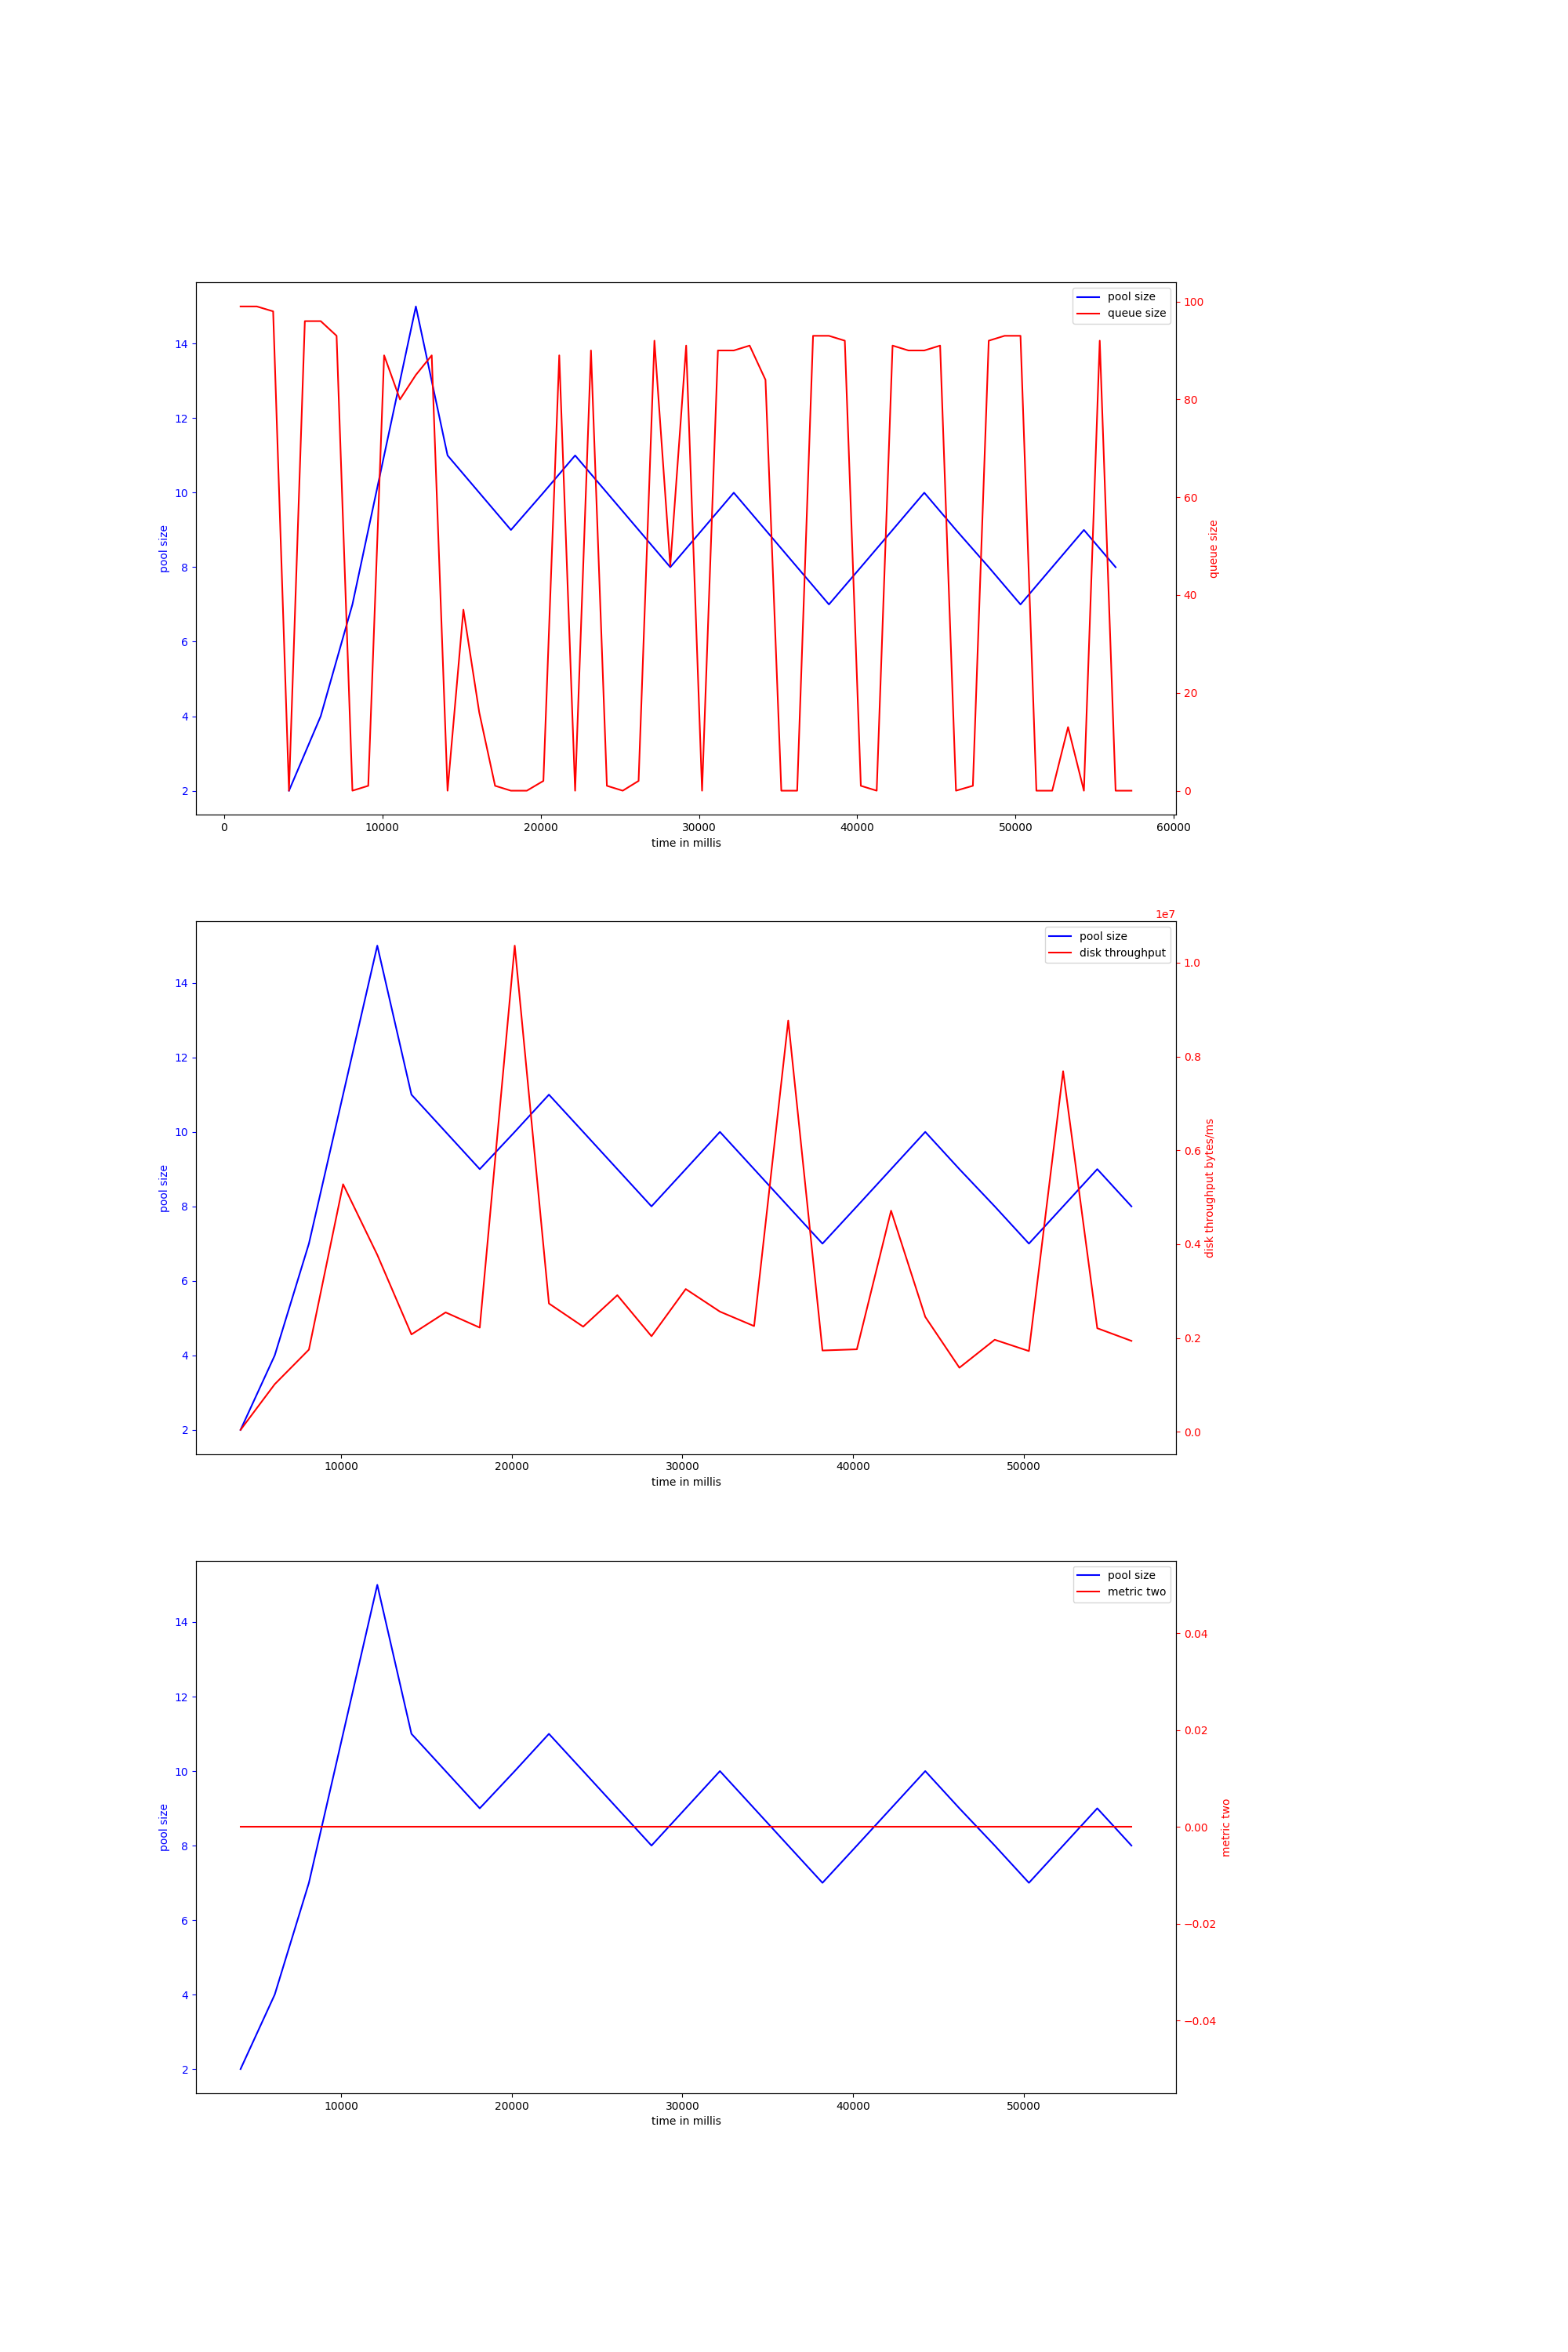 pool size
queue size
14
12
10
8
6
4
2
pool size
100
80
60
40
20
0
queue size
0 10000 20000 30000 40000 50000 60000
time in millis
1e7
pool size
disk throughput
14
12
10
8
6
4
2
pool size
1.0
0.8
0.6
0.4
0.2
0.0
disk throughput bytes/ms
10000 20000 30000 40000 50000
time in millis
pool size
metric two
14
12
10
8
6
4
2
pool size
0.04
0.02
0.00
−0.02
−0.04
metric two
10000 20000 30000 40000 50000
time in millis